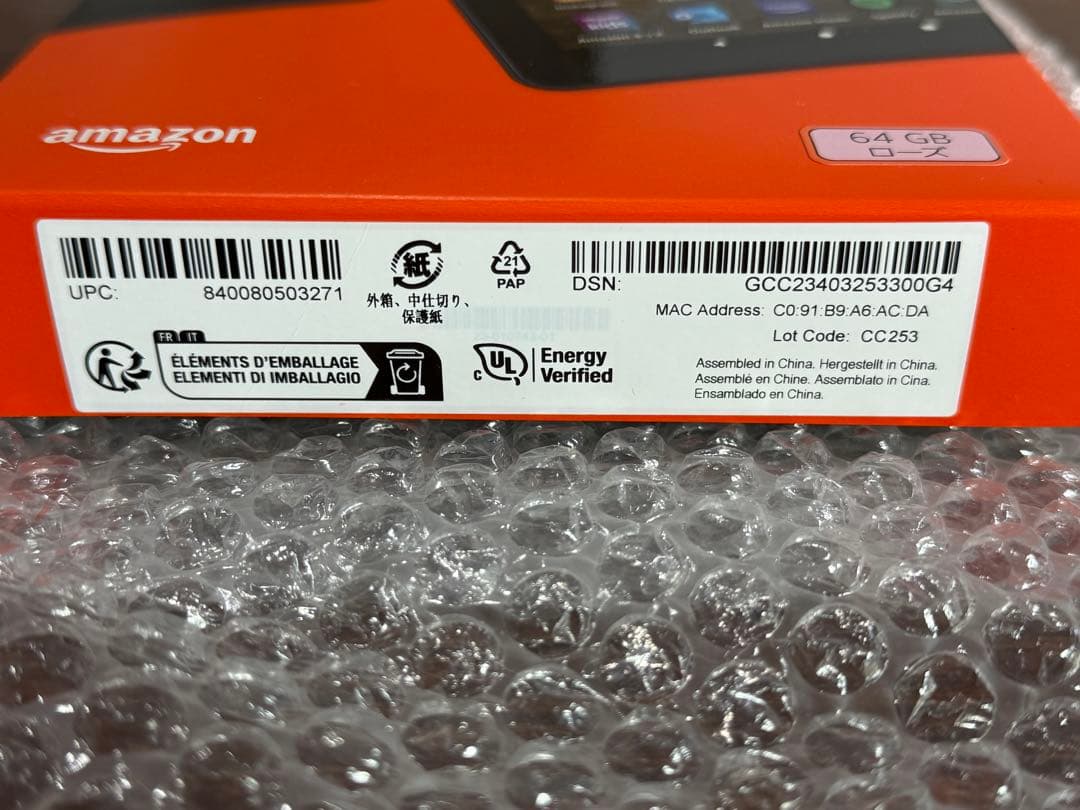 amazon
64 GB
ローズ
UPC: 840080503271
紙
外箱、中仕切り、
保護紙
21
PAP
DSN: GCC23403253300G4
MAC Address: C0:91:B9:A6:AC:DA
Lot Code: CC253
FR IT
ÉLÉMENTS D'EMBALLAGE
ELEMENTI DI IMBALLAGIO
C UL Energy
Verified
Assembled in China. Hergestellt in China.
Assemblé en Chine. Assemblato in Cina.
Ensamblado en China.